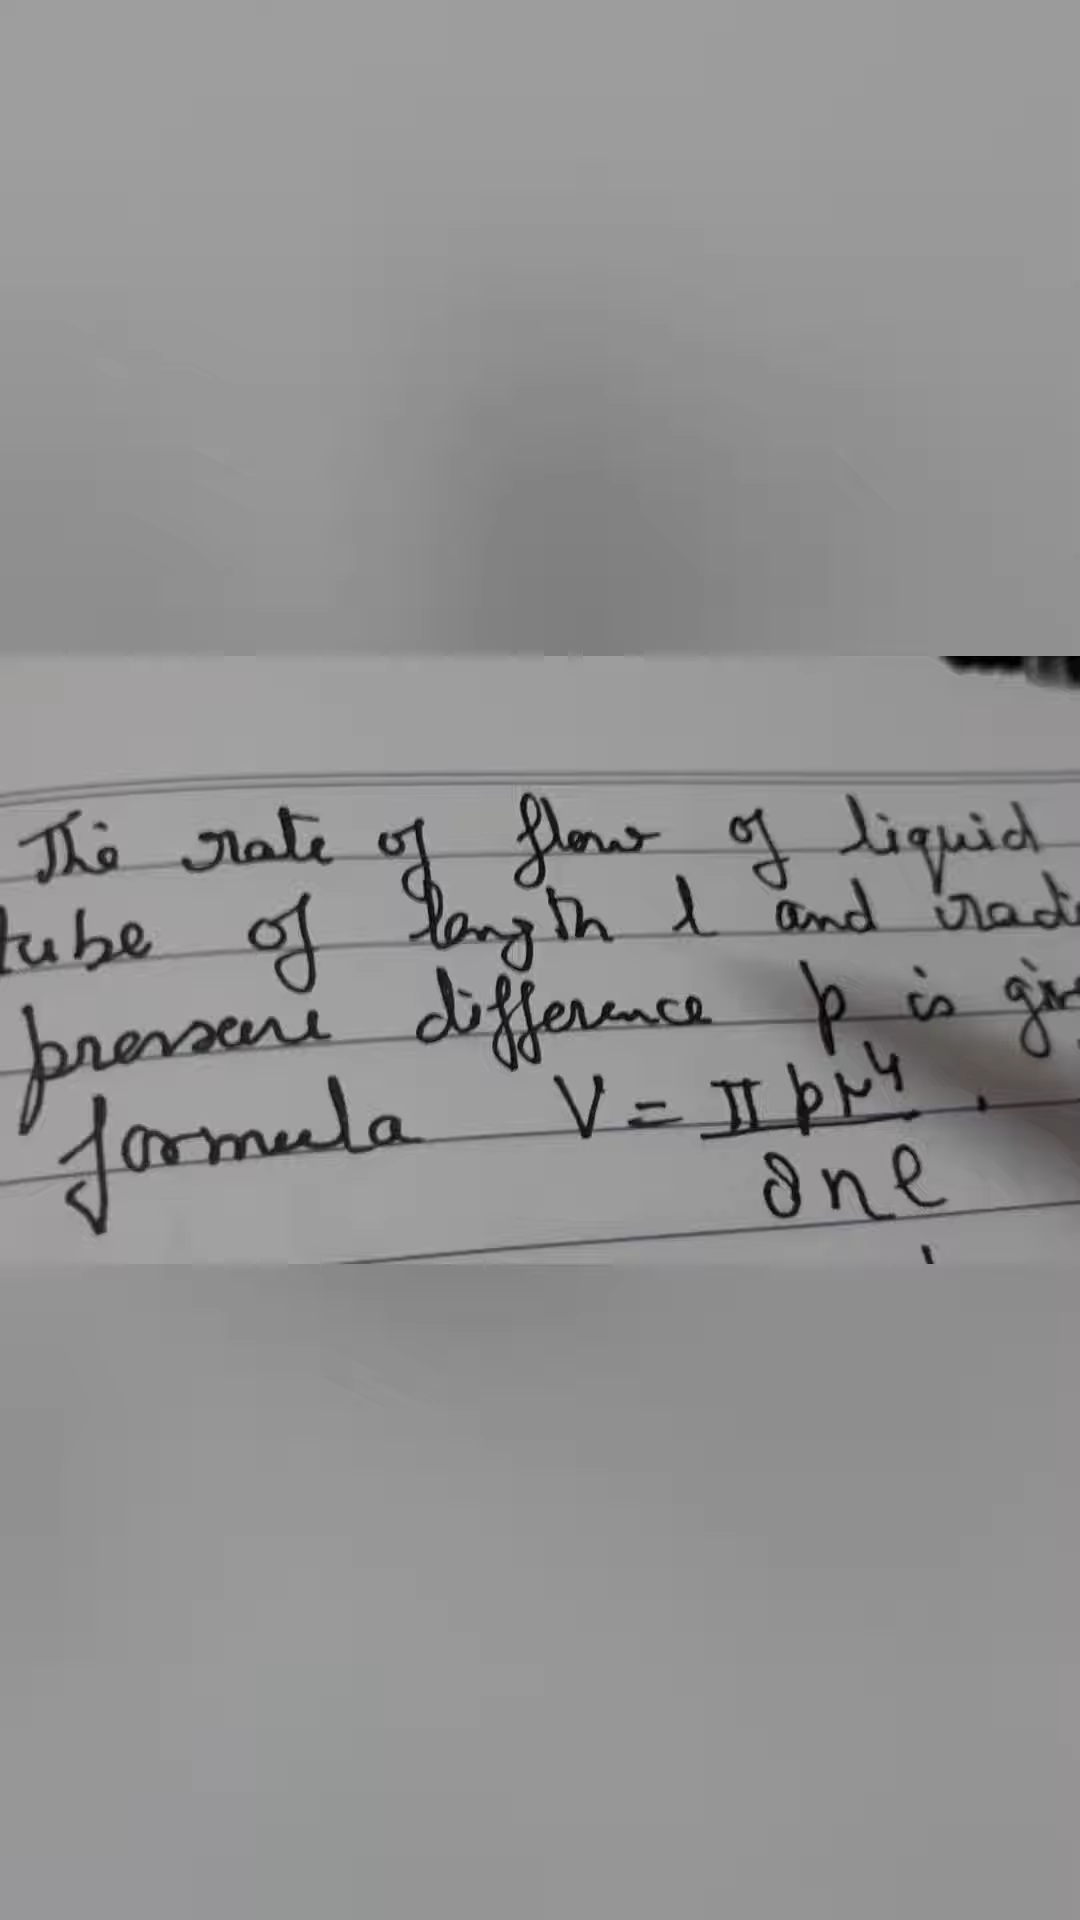 The rate of flow of liquid
tube of length l and
pressure difference p is
formula V = πpr⁴ / 8ηl